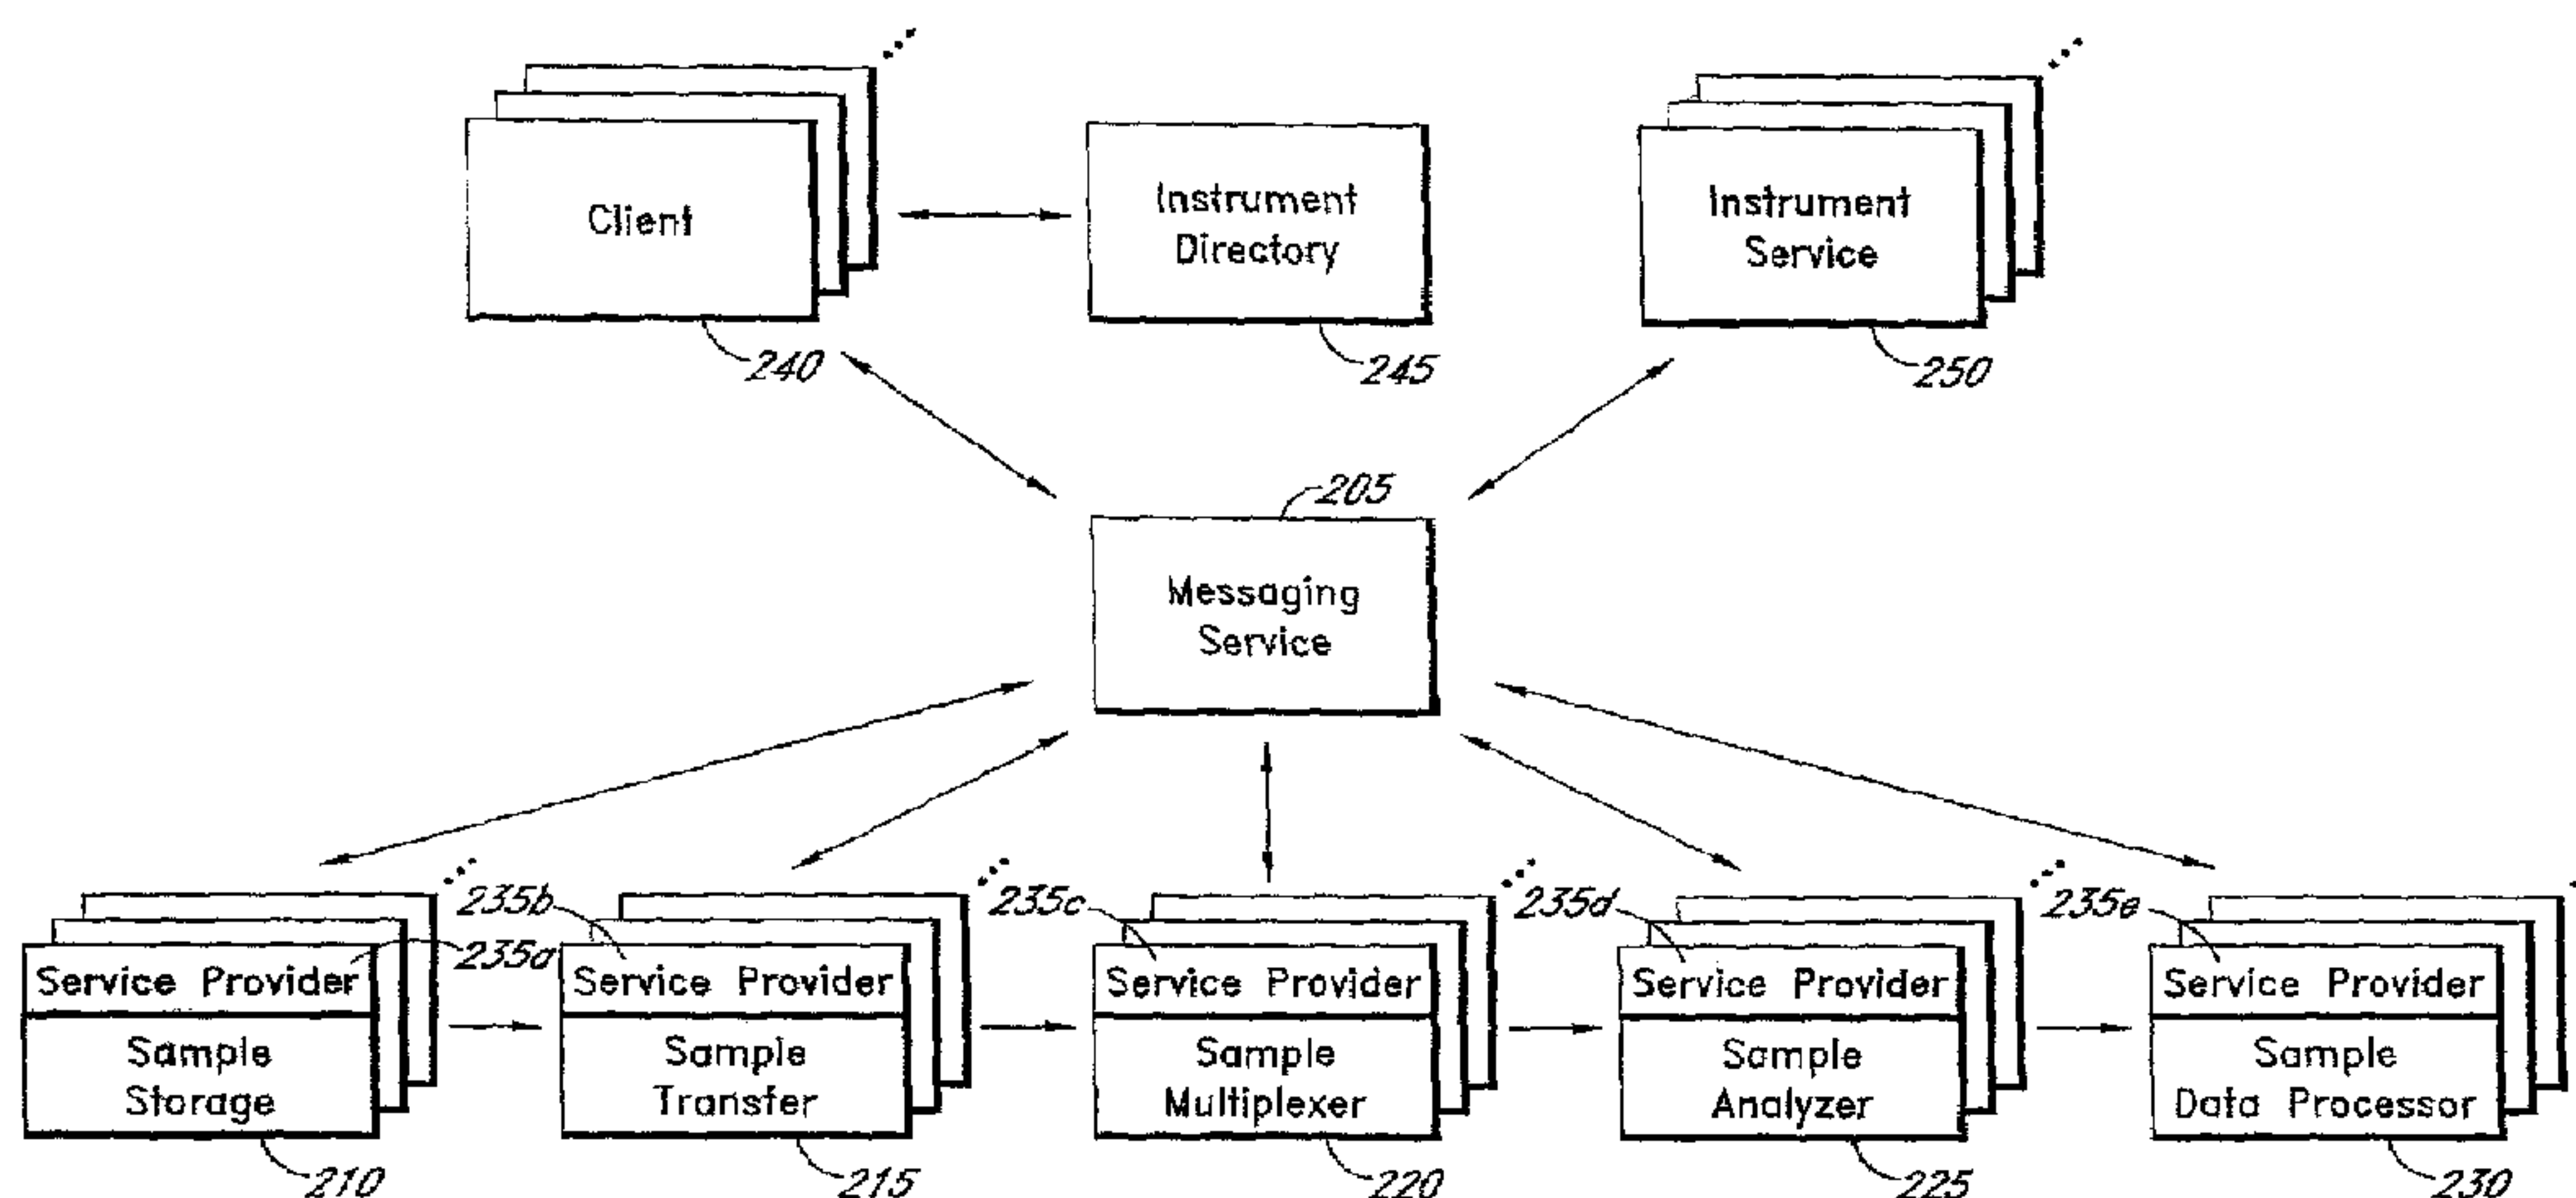 Client
Instrument
Directory
Instrument
Service
240
245
250
205
Messaging
Service
235a
235b
235c
235d
235e
Service Provider
Service Provider
Service Provider
Service Provider
Service Provider
Sample
Storage
Sample
Transfer
Sample
Multiplexer
Sample
Analyzer
Sample
Data Processor
210
215
220
225
230